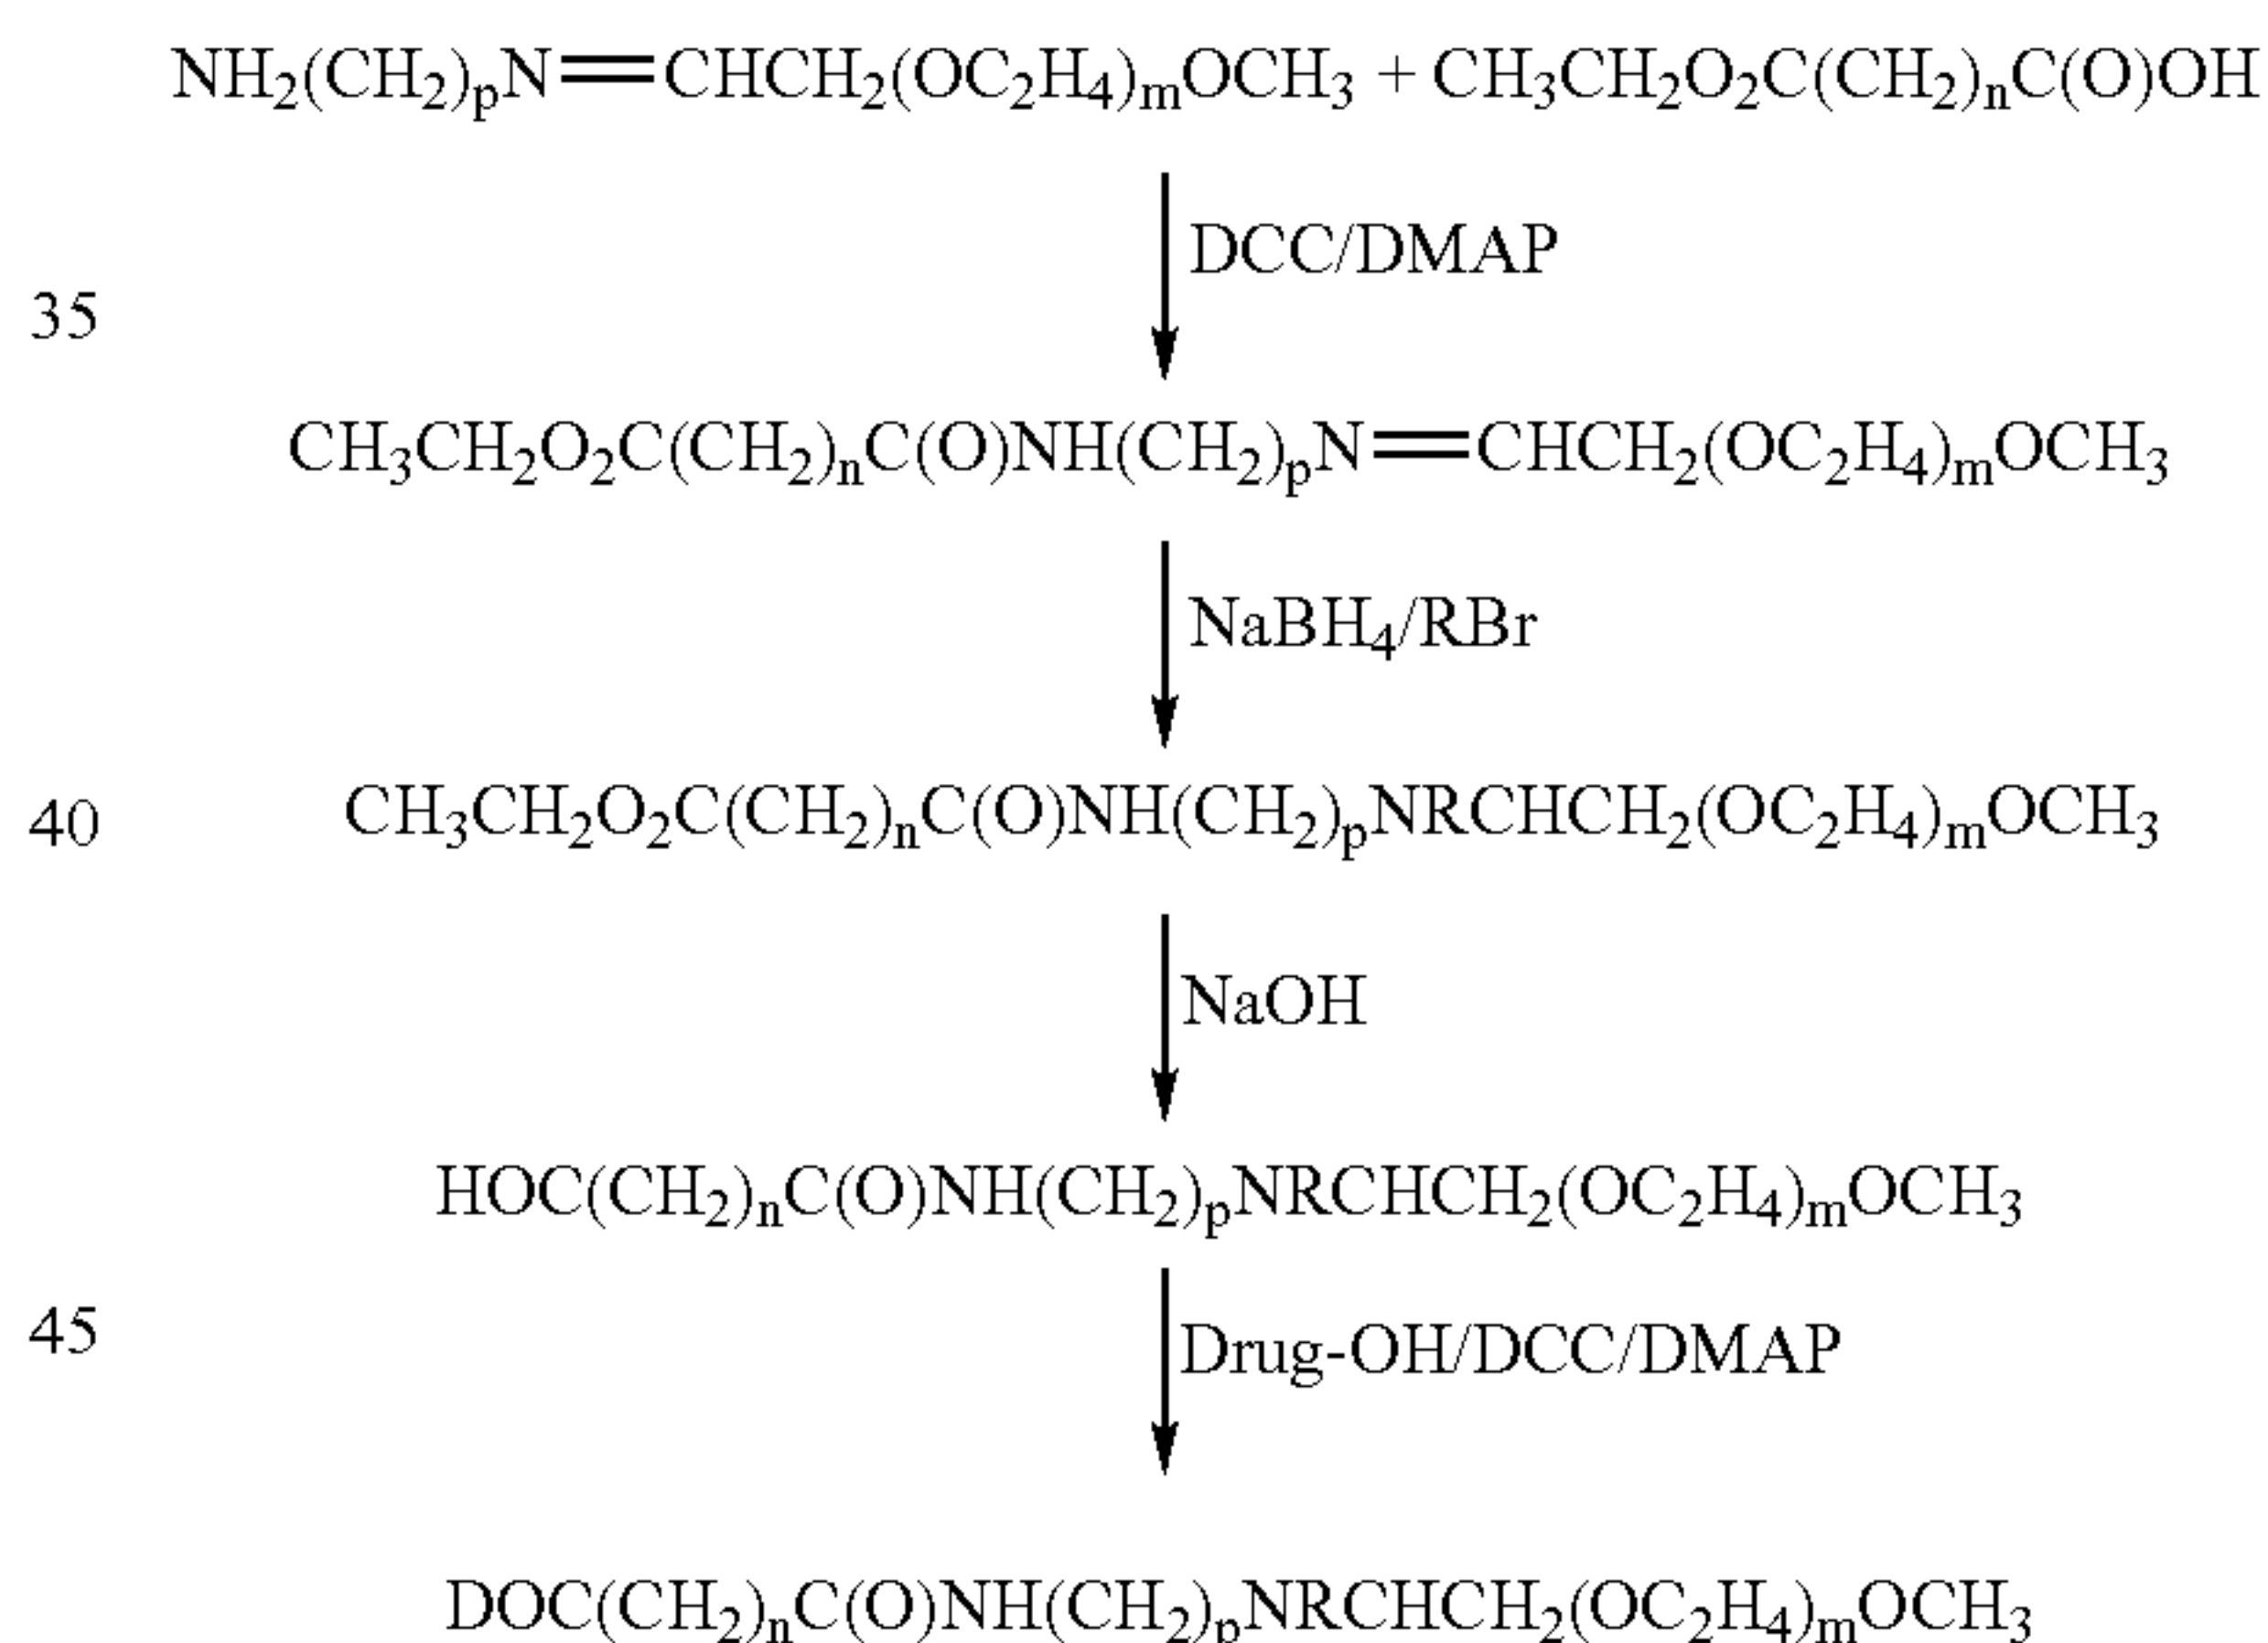 NH₂(CH₂)ₚN=CHCH₂(OC₂H₄)ₘOCH₃ + CH₃CH₂O₂C(CH₂)ₙC(O)OH
DCC/DMAP
35
CH₃CH₂O₂C(CH₂)ₙC(O)NH(CH₂)ₚN=CHCH₂(OC₂H₄)ₘOCH₃
NaBH₄/RBr
40 CH₃CH₂O₂C(CH₂)ₙC(O)NH(CH₂)ₚNRCHCH₂(OC₂H₄)ₘOCH₃
NaOH
HOC(CH₂)ₙC(O)NH(CH₂)ₚNRCHCH₂(OC₂H₄)ₘOCH₃
45 Drug-OH/DCC/DMAP
DOC(CH₂)ₙC(O)NH(CH₂)ₚNRCHCH₂(OC₂H₄)ₘOCH₃